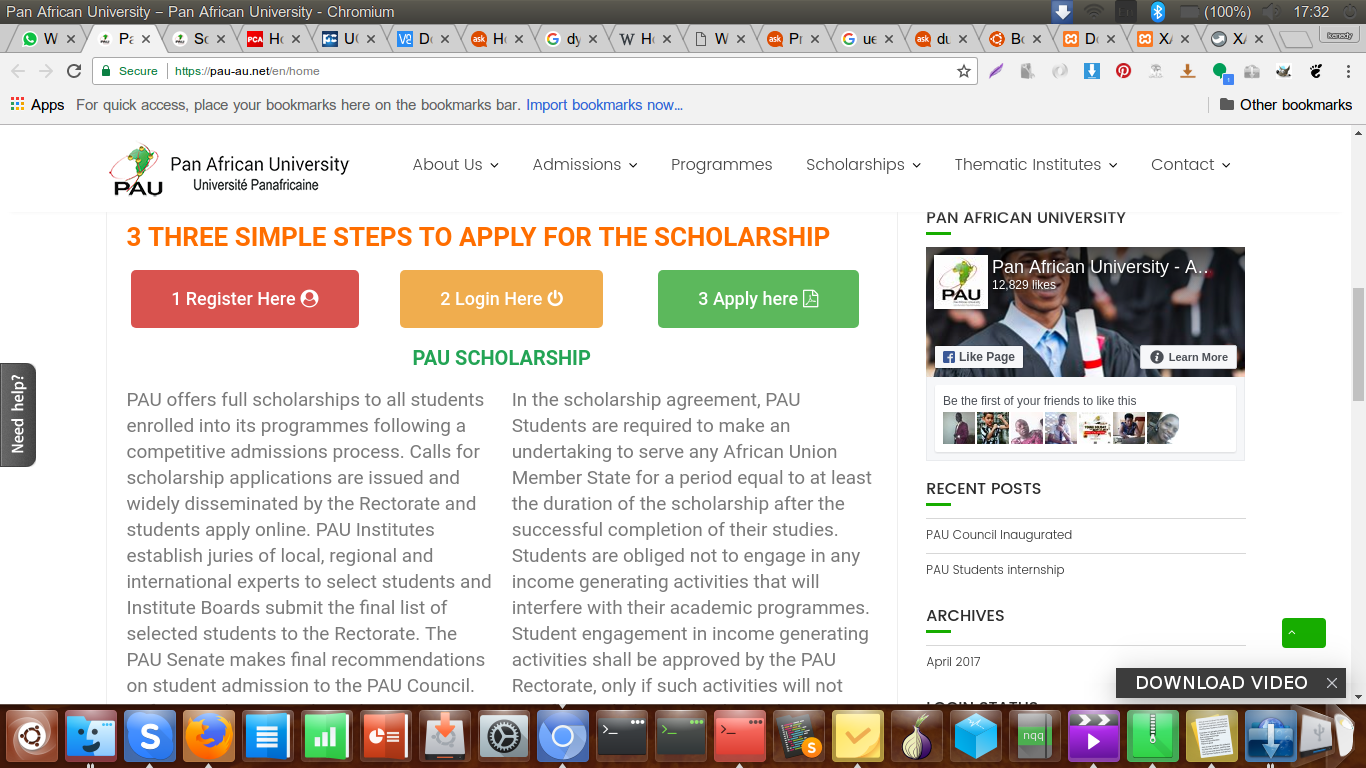 Pan African University – Pan African University - Chromium
(100%)
17:32
W
Pa
Sc
PCA Ho
UC
Do
ask Ho
dy
W Ho
W
ask Pr
ue
ask du
Bo
Do
XA
XA
kenedy
Secure
https://pau-au.net/en/home
Apps
For quick access, place your bookmarks here on the bookmarks bar. Import bookmarks now...
Other bookmarks
PAU
Pan African University
Université Panafricaine
About Us
Admissions
Programmes
Scholarships
Thematic Institutes
Contact
3 THREE SIMPLE STEPS TO APPLY FOR THE SCHOLARSHIP
1 Register Here
2 Login Here
3 Apply here
PAU SCHOLARSHIP
PAU offers full scholarships to all students
enrolled into its programmes following a
competitive admissions process. Calls for
scholarship applications are issued and
widely disseminated by the Rectorate and
students apply online. PAU Institutes
establish juries of local, regional and
international experts to select students and
Institute Boards submit the final list of
selected students to the Rectorate. The
PAU Senate makes final recommendations
on student admission to the PAU Council.
In the scholarship agreement, PAU
Students are required to make an
undertaking to serve any African Union
Member State for a period equal to at least
the duration of the scholarship after the
successful completion of their studies.
Students are obliged not to engage in any
income generating activities that will
interfere with their academic programmes.
Student engagement in income generating
activities shall be approved by the PAU
Rectorate, only if such activities will not
Need help?
PAN AFRICAN UNIVERSITY
PAU
Pan African University - A..
12,829 likes
Like Page
Learn More
Be the first of your friends to like this
RECENT POSTS
PAU Council Inaugurated
PAU Students internship
ARCHIVES
April 2017
LOGIN STATUS
DOWNLOAD VIDEO
nqq